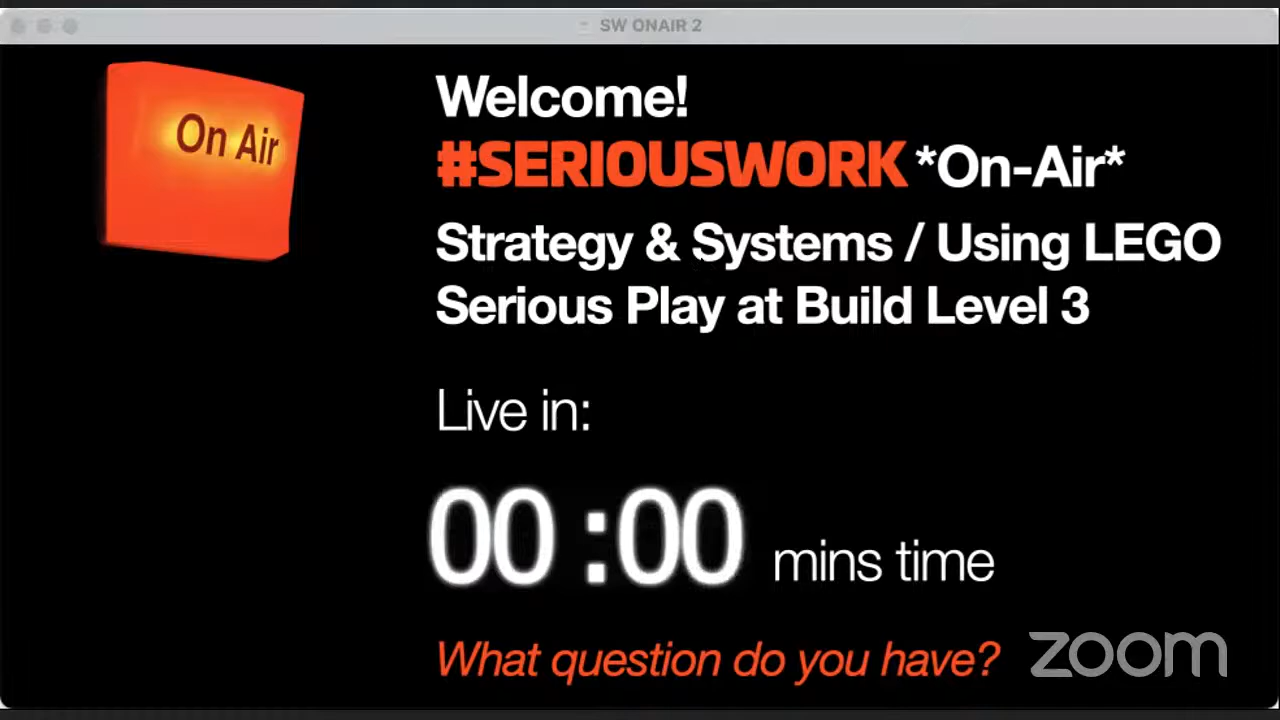 SW ONAIR 2
On Air
Welcome!
#SERIOUSWORK *On-Air*
Strategy & Systems / Using LEGO
Serious Play at Build Level 3
Live in:
00 :00 mins time
What question do you have?
zoom